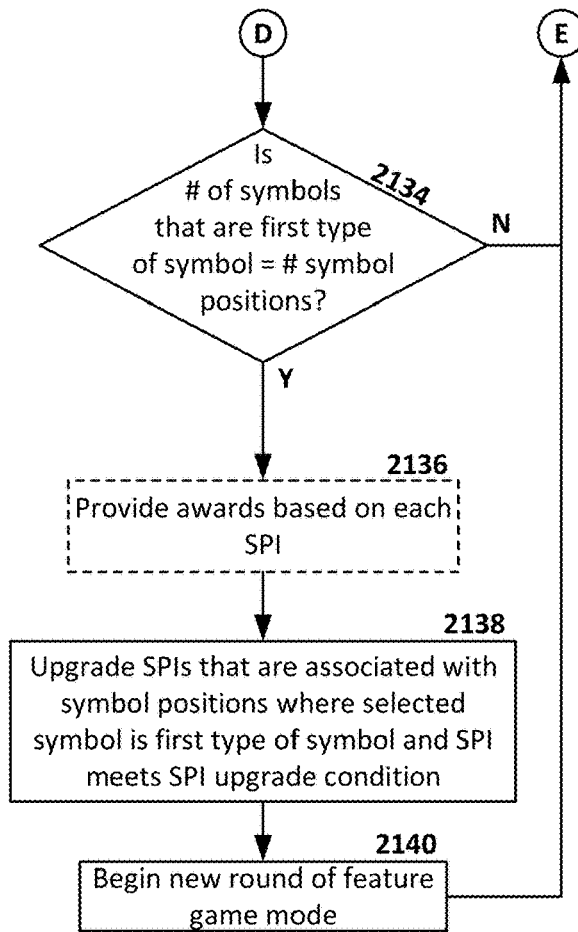 D
E
Is
# of symbols
that are first type
of symbol = # symbol
positions?
2134
N
Y
2136
Provide awards based on each
SPI
2138
Upgrade SPIs that are associated with
symbol positions where selected
symbol is first type of symbol and SPI
meets SPI upgrade condition
2140
Begin new round of feature
game mode